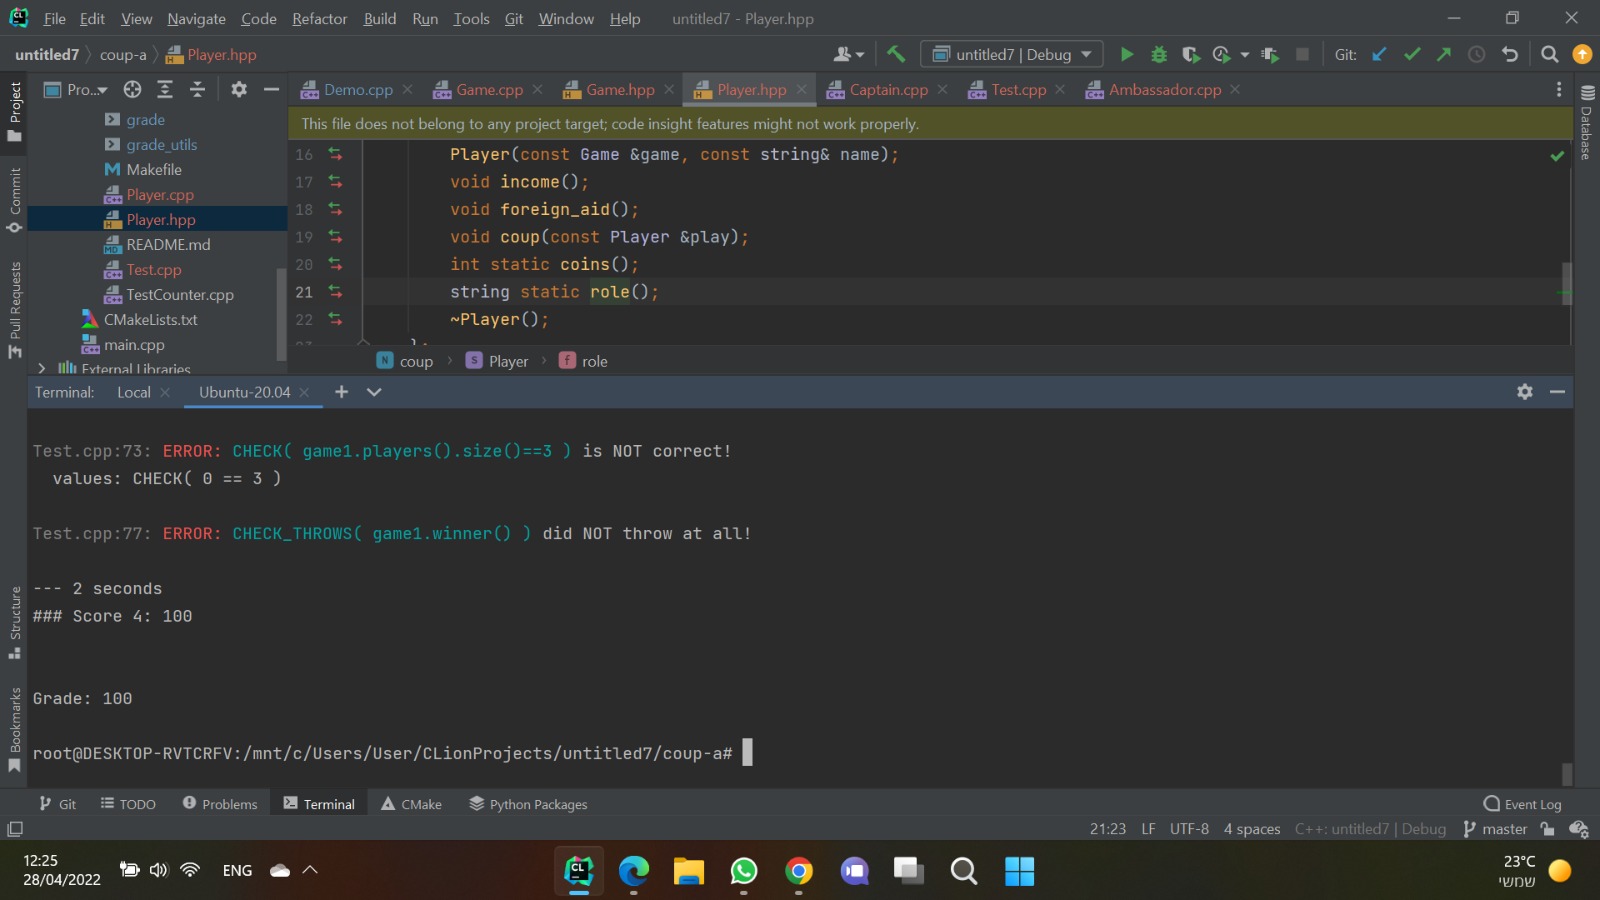 File Edit View Navigate Code Refactor Build Run Tools Git Window Help untitled7 - Player.hpp
untitled7 coup-a Player.hpp untitled7 | Debug Git:
Project
Commit
Pull Requests
Structure
Bookmarks
Pro...
grade
grade_utils
Makefile
Player.cpp
Player.hpp
README.md
Test.cpp
TestCounter.cpp
CMakeLists.txt
main.cpp
External Libraries
Demo.cpp Game.cpp Game.hpp Player.hpp Captain.cpp Test.cpp Ambassador.cpp
Database
This file does not belong to any project target; code insight features might not work properly.
16 Player(const Game &game, const string& name);
17 void income();
18 void foreign_aid();
19 void coup(const Player &play);
20 int static coins();
21 string static role();
22 ~Player();
23 };
coup Player role
Terminal: Local Ubuntu-20.04
Test.cpp:73: ERROR: CHECK( game1.players().size()==3 ) is NOT correct!
values: CHECK( 0 == 3 )
Test.cpp:77: ERROR: CHECK_THROWS( game1.winner() ) did NOT throw at all!
--- 2 seconds
### Score 4: 100
Grade: 100
root@DESKTOP-RVTCRFV:/mnt/c/Users/User/CLionProjects/untitled7/coup-a#
Git TODO Problems Terminal CMake Python Packages Event Log
21:23 LF UTF-8 4 spaces C++: untitled7 | Debug master
12:25
28/04/2022
ENG
23°C
שמשי